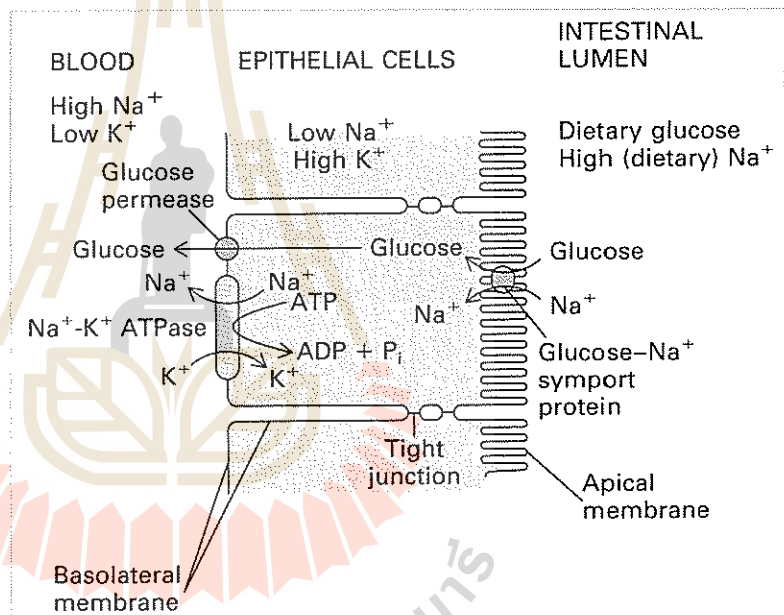 BLOOD
High Na⁺
Low K⁺
EPITHELIAL CELLS
Low Na⁺
High K⁺
INTESTINAL
LUMEN
Dietary glucose
High (dietary) Na⁺
Glucose
permease
Glucose
Glucose
Glucose
Na⁺
Na⁺
ATP
Na⁺
Na⁺
Na⁺-K⁺ ATPase
ADP + Pᵢ
K⁺
K⁺
Glucose–Na⁺
symport
protein
Tight
junction
Apical
membrane
Basolateral
membrane